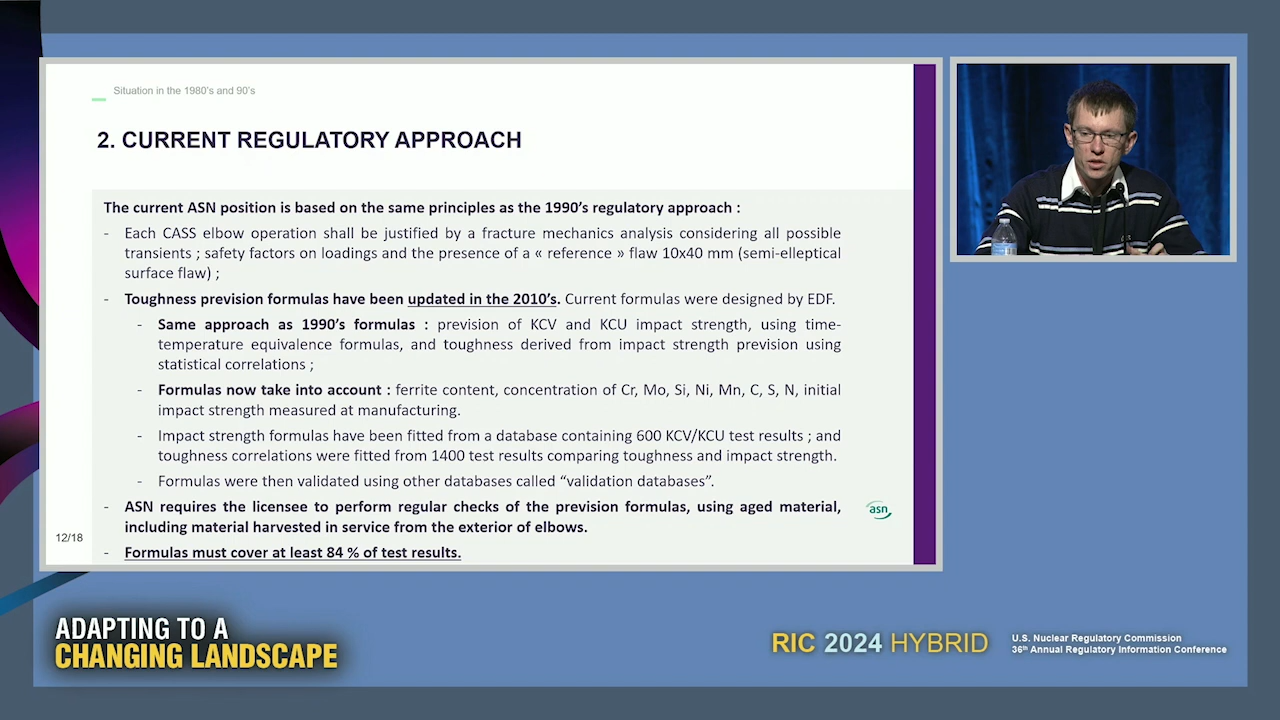 Situation in the 1980's and 90's
2. CURRENT REGULATORY APPROACH
The current ASN position is based on the same principles as the 1990's regulatory approach :
- Each CASS elbow operation shall be justified by a fracture mechanics analysis considering all possible
transients ; safety factors on loadings and the presence of a « reference » flaw 10x40 mm (semi-elleptical
surface flaw) ;
- Toughness prevision formulas have been updated in the 2010's. Current formulas were designed by EDF.
- Same approach as 1990's formulas : prevision of KCV and KCU impact strength, using time-
temperature equivalence formulas, and toughness derived from impact strength prevision using
statistical correlations ;
- Formulas now take into account : ferrite content, concentration of Cr, Mo, Si, Ni, Mn, C, S, N, initial
impact strength measured at manufacturing.
- Impact strength formulas have been fitted from a database containing 600 KCV/KCU test results ; and
toughness correlations were fitted from 1400 test results comparing toughness and impact strength.
- Formulas were then validated using other databases called “validation databases”.
- ASN requires the licensee to perform regular checks of the prevision formulas, using aged material,
including material harvested in service from the exterior of elbows.
- Formulas must cover at least 84 % of test results.
asn
12/18
ADAPTING TO A
CHANGING LANDSCAPE
RIC 2024 HYBRID
U.S. Nuclear Regulatory Commission
36th Annual Regulatory Information Conference